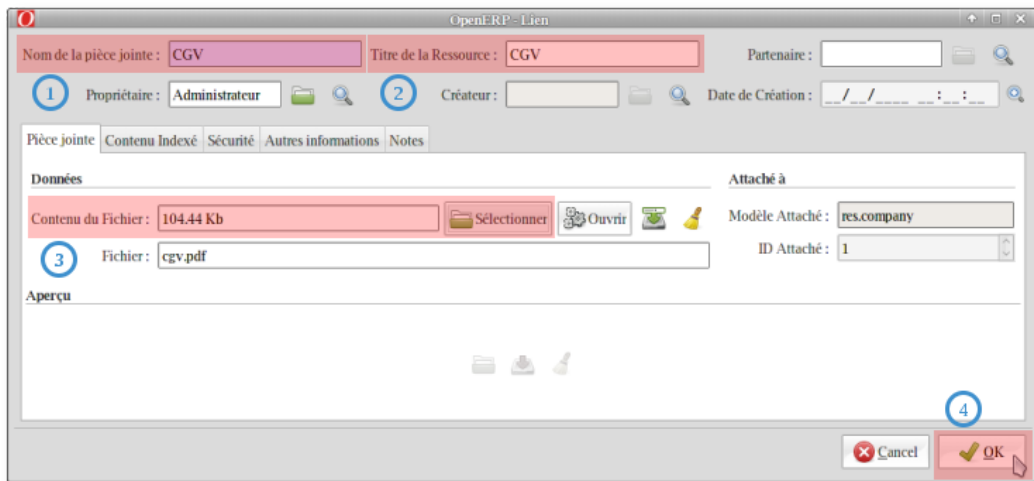 OpenERP - Lien
Nom de la pièce jointe : CGV Titre de la Ressource : CGV Partenaire :
1 Propriétaire : Administrateur 2 Créateur : Date de Création : __/__/____ __:__:__
Pièce jointe Contenu Indexé Sécurité Autres informations Notes
Données Attaché à
Contenu du Fichier : 104.44 Kb Sélectionner Ouvrir Modèle Attaché : res.company
3 Fichier : cgv.pdf ID Attaché : 1
Aperçu
4
Cancel OK